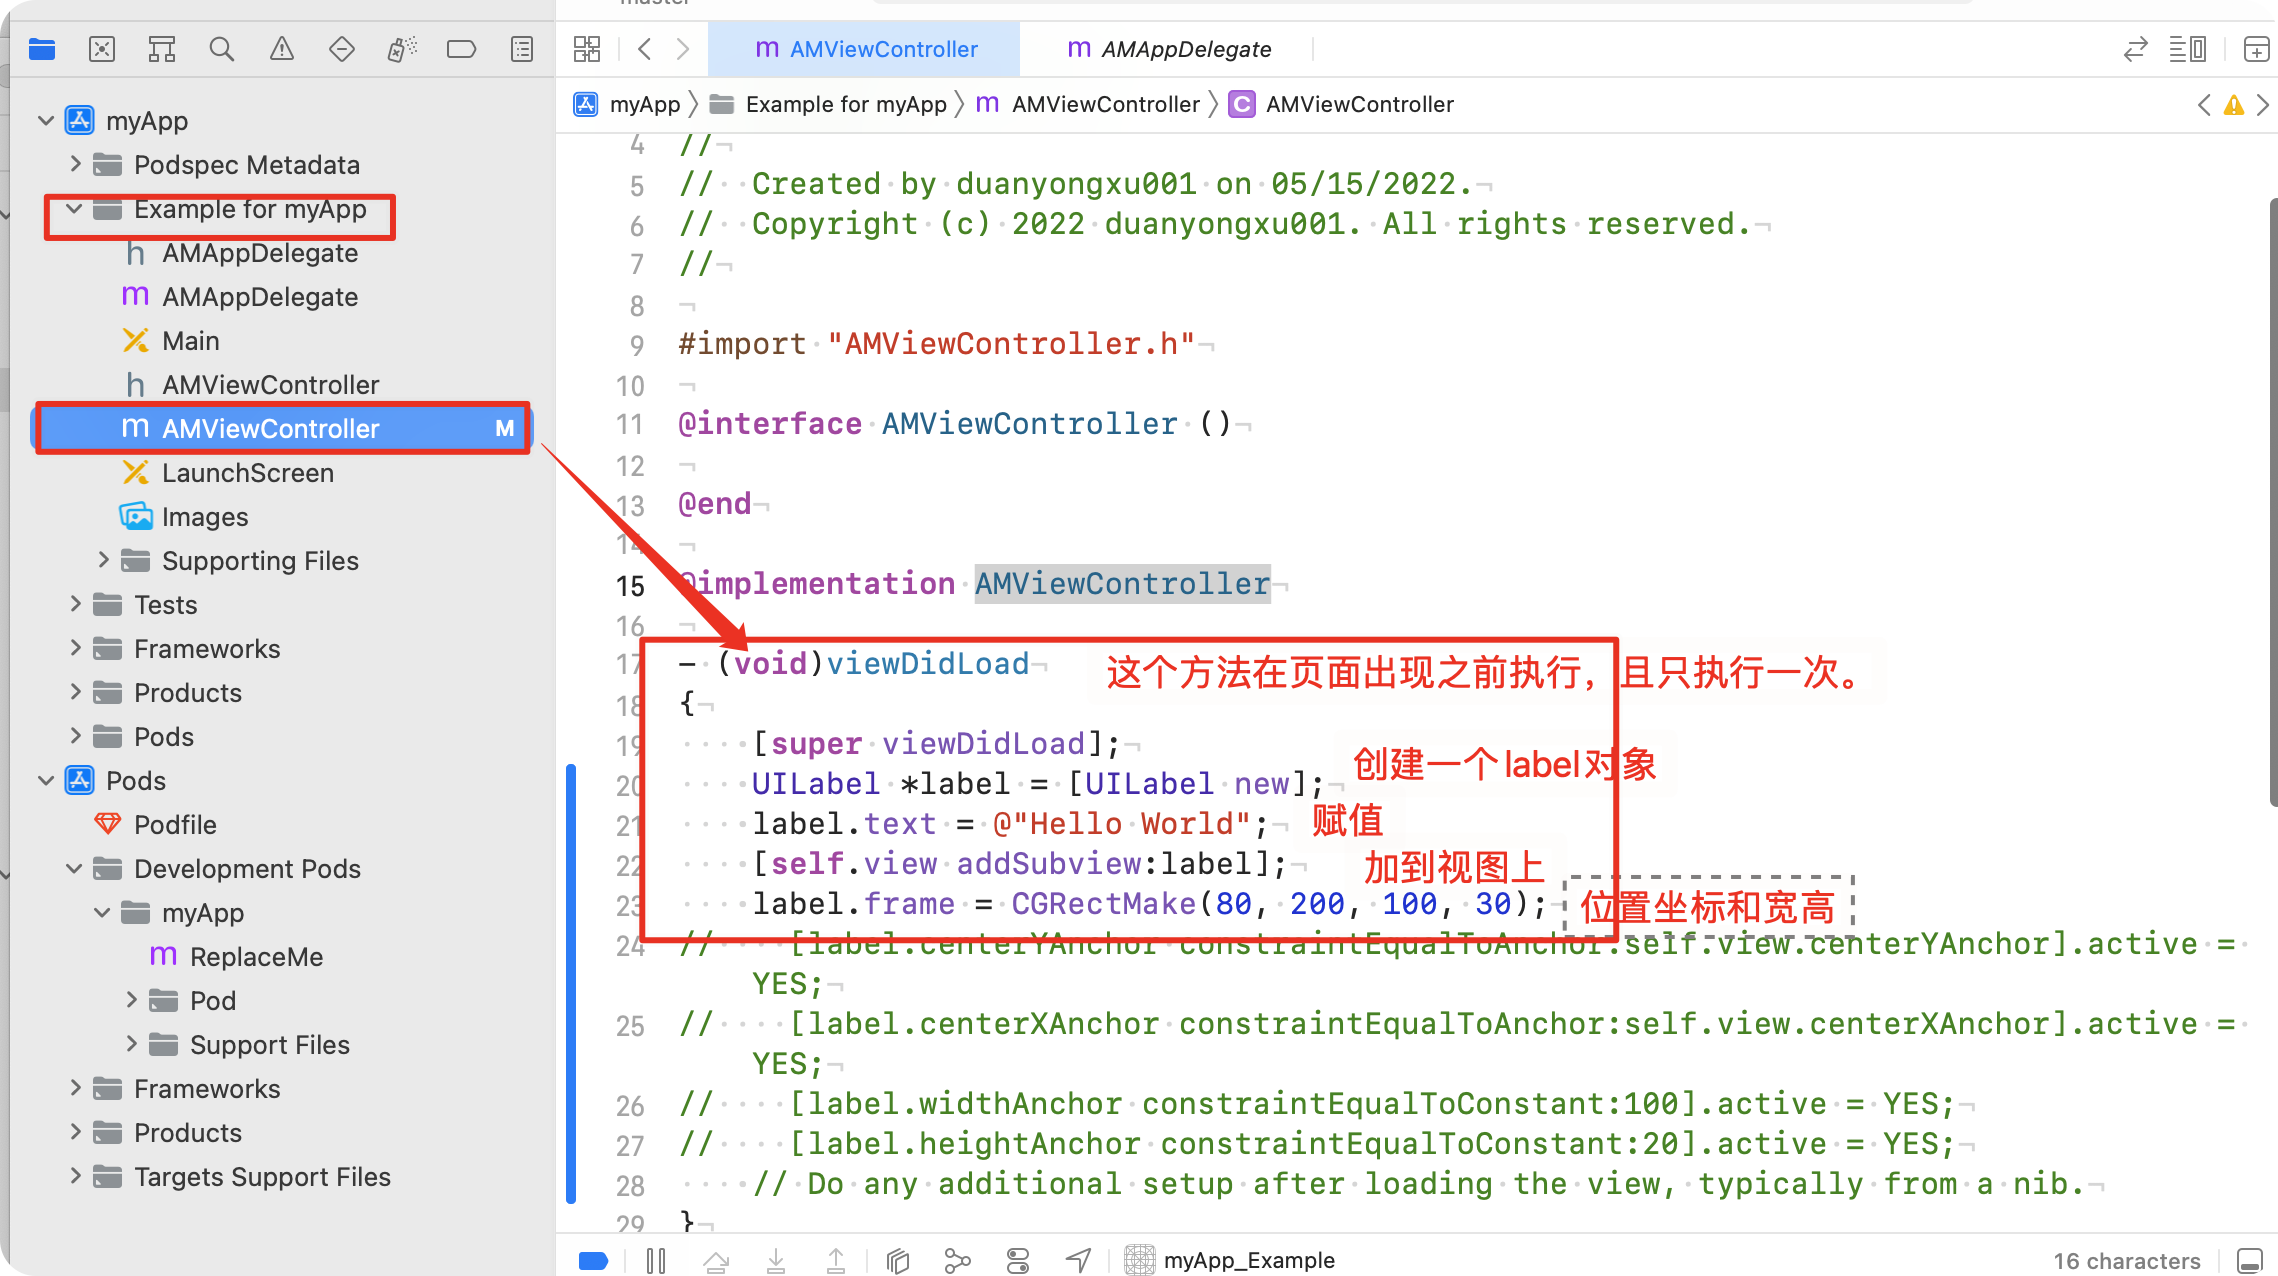 AMViewController
AMAppDelegate
myApp
Example for myApp
AMViewController
AMViewController
myApp
Podspec Metadata
Example for myApp
AMAppDelegate
AMAppDelegate
Main
AMViewController
AMViewController M
LaunchScreen
Images
Supporting Files
Tests
Frameworks
Products
Pods
Pods
Podfile
Development Pods
myApp
ReplaceMe
Pod
Support Files
Frameworks
Products
Targets Support Files
4 //
5 //  Created by duanyongxu001 on 05/15/2022.
6 //  Copyright (c) 2022 duanyongxu001. All rights reserved.
7 //
8
9 #import "AMViewController.h"
10
11 @interface AMViewController ()
12
13 @end
14
15 @implementation AMViewController
16
17 - (void)viewDidLoad 这个方法在页面出现之前执行，且只执行一次。
18 {
19     [super viewDidLoad];
20     UILabel *label = [UILabel new]; 创建一个label对象
21     label.text = @"Hello World"; 赋值
22     [self.view addSubview:label]; 加到视图上
23     label.frame = CGRectMake(80, 200, 100, 30); 位置坐标和宽高
24 //    [label.centerYAnchor constraintEqualToAnchor:self.view.centerYAnchor].active =
YES;
25 //    [label.centerXAnchor constraintEqualToAnchor:self.view.centerXAnchor].active =
YES;
26 //    [label.widthAnchor constraintEqualToConstant:100].active = YES;
27 //    [label.heightAnchor constraintEqualToConstant:20].active = YES;
28     // Do any additional setup after loading the view, typically from a nib.
29 }
myApp_Example
16 characters